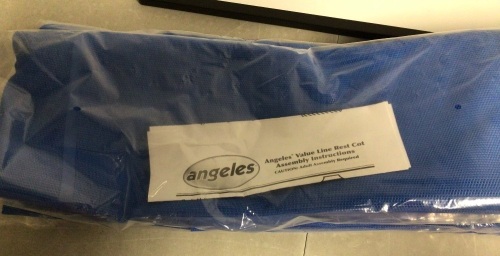 angeles
Angeles® Value Line Rest Cot
Assembly Instructions
CAUTION: Adult Assembly Required